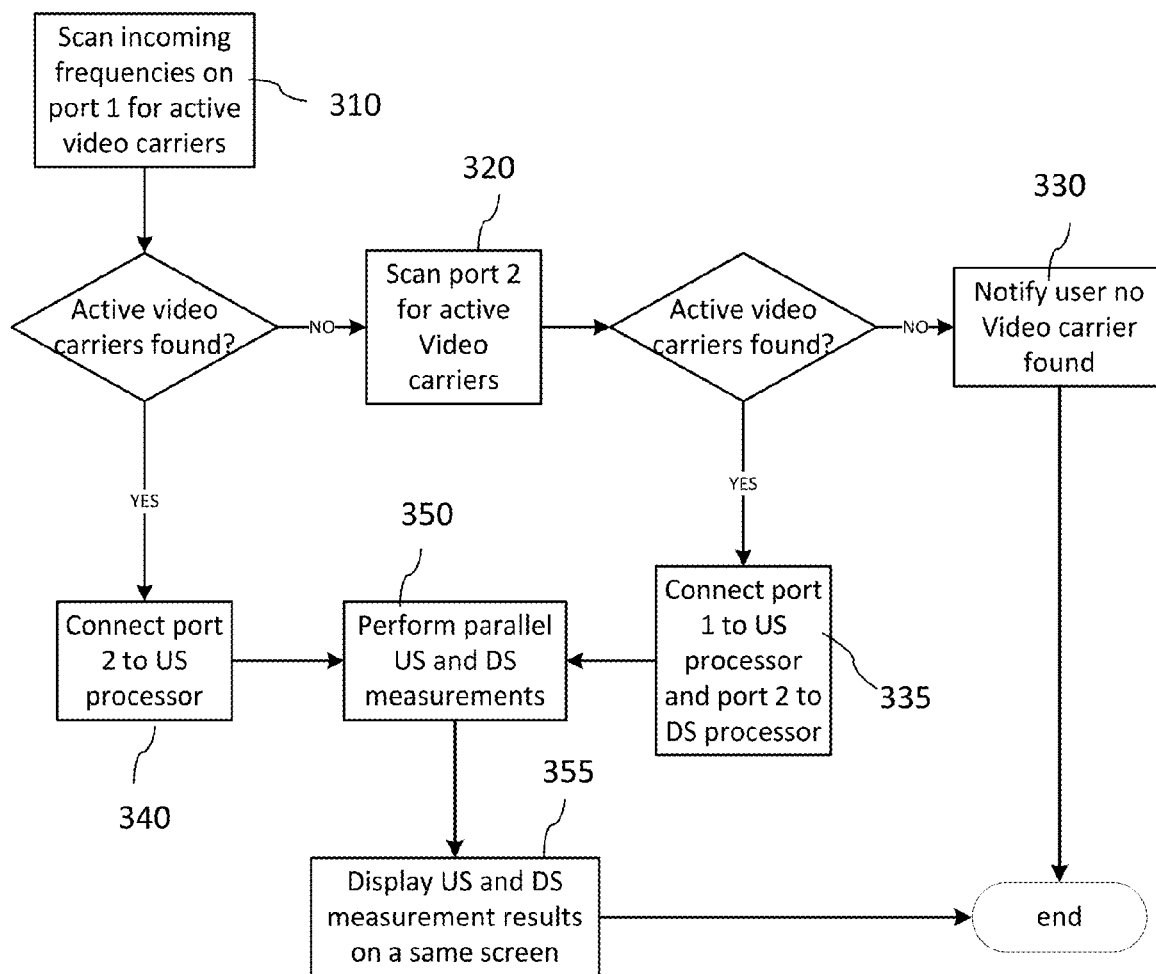 Scan incoming
frequencies on
port 1 for active
video carriers
310
320
330
Active video
carriers found?
NO
Scan port 2
for active
Video
carriers
Active video
carriers found?
NO
Notify user no
Video carrier
found
YES
YES
350
Connect port
2 to US
processor
340
Perform parallel
US and DS
measurements
Connect port
1 to US
processor
and port 2 to
DS processor
335
355
Display US and DS
measurement results
on a same screen
end